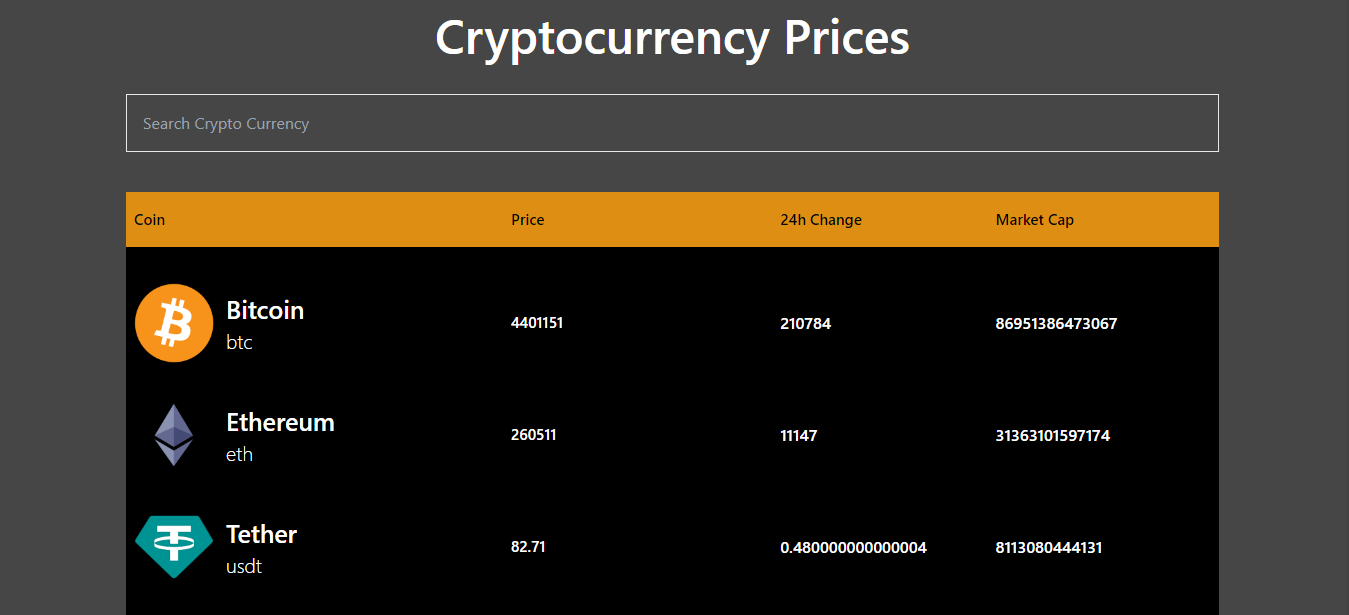 Cryptocurrency Prices
Search Crypto Currency
Coin Price 24h Change Market Cap
Bitcoin
btc
4401151 210784 86951386473067
Ethereum
eth
260511 11147 31363101597174
Tether
usdt
82.71 0.480000000000004 8113080444131